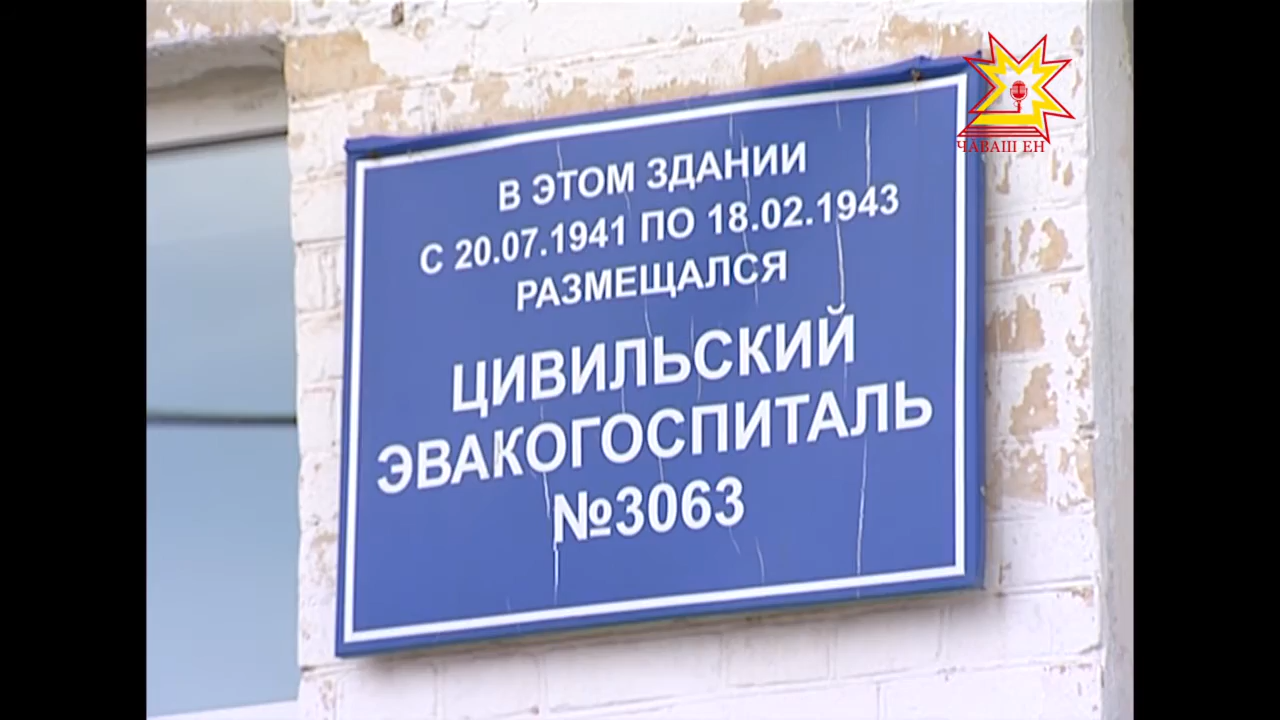 ЧАВАШ ЕН
В ЭТОМ ЗДАНИИ
С 20.07.1941 ПО 18.02.1943
РАЗМЕЩАЛСЯ
ЦИВИЛЬСКИЙ
ЭВАКОГОСПИТАЛЬ
№3063